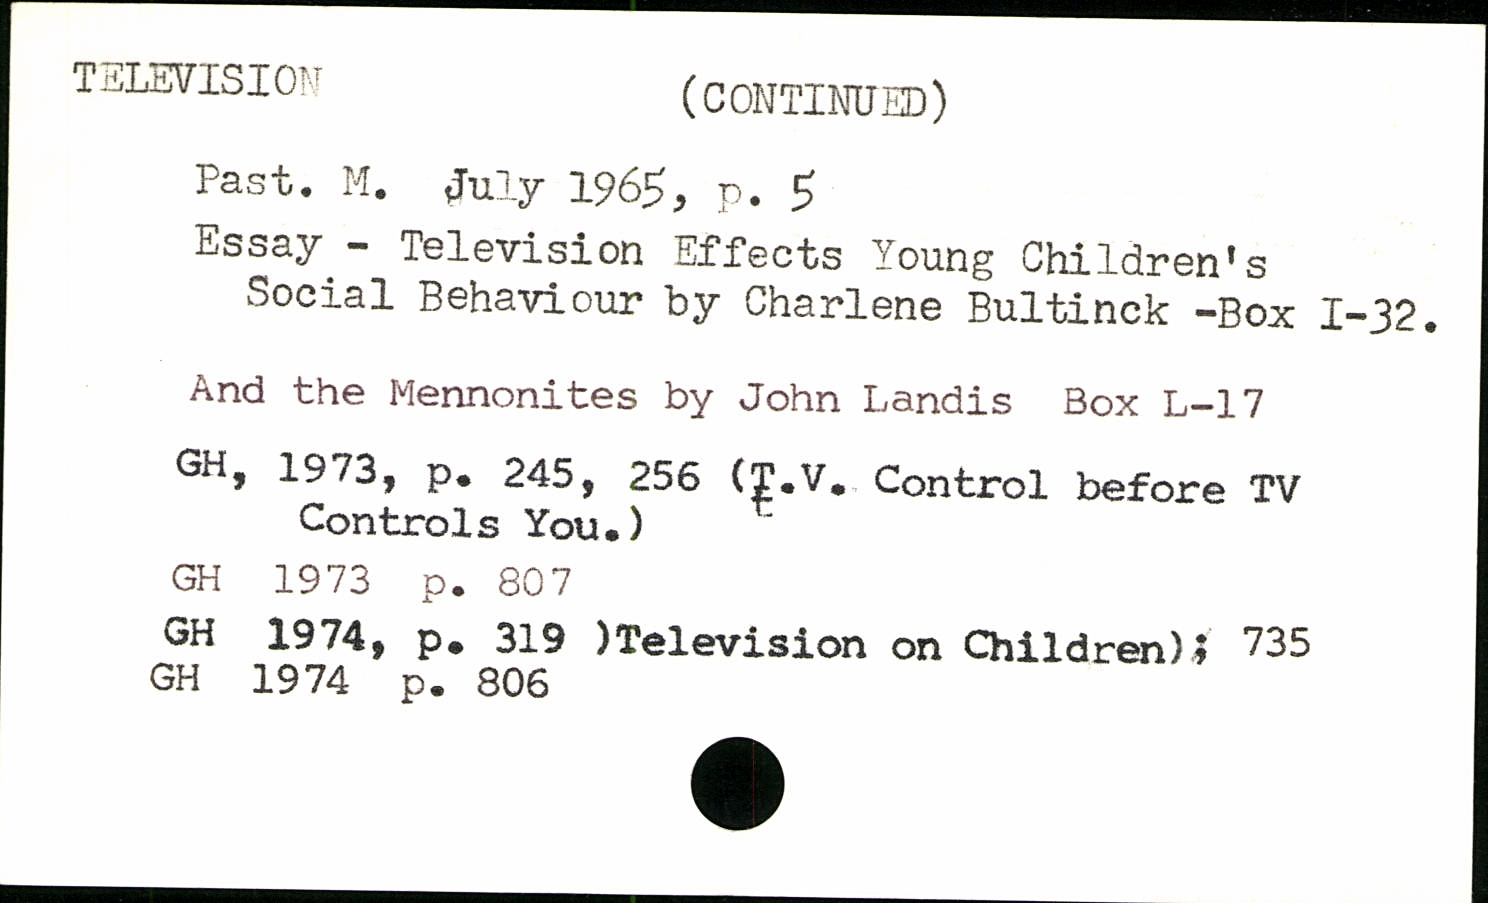 TELEVISION (CONTINUED)
Past. M. July 1965, p. 5
Essay - Television Effects Young Children's
Social Behaviour by Charlene Bultinck -Box I-32.
And the Mennonites by John Landis Box L-17
GH, 1973, p. 245, 256 (T.V. Control before TV
Controls You.)
GH 1973 p. 807
GH 1974, p. 319 )Television on Children); 735
GH 1974 p. 806